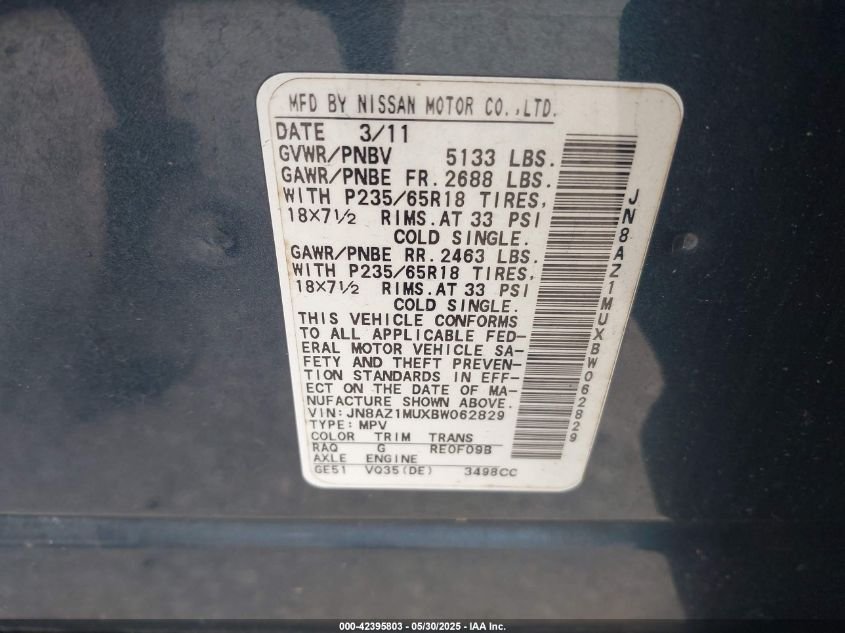 MFD BY NISSAN MOTOR CO.,LTD.
DATE 3/11
GVWR/PNBV 5133 LBS.
GAWR/PNBE FR. 2688 LBS.
WITH P235/65R18 TIRES,
18×7½ RIMS. AT 33 PSI
COLD SINGLE.
GAWR/PNBE RR. 2463 LBS.
WITH P235/65R18 TIRES,
18×7½ RIMS. AT 33 PSI
COLD SINGLE.
THIS VEHICLE CONFORMS
TO ALL APPLICABLE FED-
ERAL MOTOR VEHICLE SA-
FETY AND THEFT PREVEN-
TION STANDARDS IN EFF-
ECT ON THE DATE OF MA-
NUFACTURE SHOWN ABOVE.
VIN: JN8AZ1MUXBW062829
TYPE: MPV
COLOR TRIM TRANS
RAQ G RE0F09B
AXLE ENGINE
GE51 VQ35(DE) 3498CC
JN8AZ1MUXBW062829
000-42395803 - 05/30/2025 - IAA Inc.